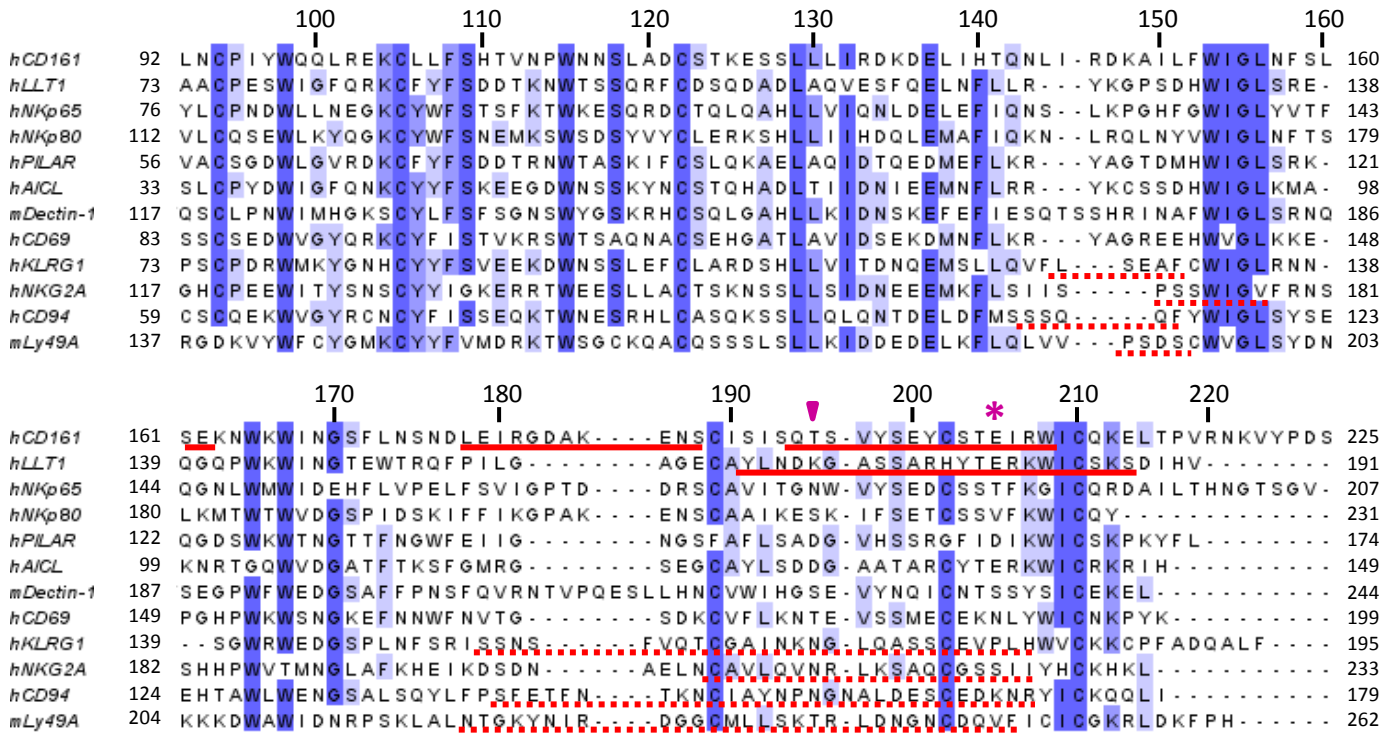 100 110 120 130 140 150 160
hCD161 92 LNCPIYWQQLREKCLLFSHTVNPWNNSLADCSTKESSLLLIRDKDELIHTQNLI-RDKAILFWIGLNFSL 160
hLLT1 73 AACPESWIGFQRKCFYFSDDTKNWTSSQRFCDSQDADLAQVESFQELNFLLR---YKGPSDHWIGLSRE- 138
hNKp65 76 YLCPNDWLLNEGKCYWFSTSFKTWKESQRDCTQLQAHLLVIQNLDELEFIQNS--LKPGHFGWIGLYVTF 143
hNKp80 112 VLCQSEWLKYQGKCYWFSNEMKSWSDSYVYCLERKSHLLIIHDQLEMAFIQKN--LRQLNYVWIGLNFTS 179
hPILAR 56 VACSGDWLGVRDKCFYFSDDTRNWTASKIFCSLQKAELAQIDTQEDMEFLKR---YAGTDMHWIGLSRK- 121
hAICL 33 SLCPYDWIGFQNKCYYFSKEEGDWNSSKYNCSTQHADLTIIDNIEEMNFLRR---YKCSSDHWIGLKMA- 98
mDectin-1 117 QSCLPNWIMHGKSCYLFSFSGNSWYGSKRHCSQLGAHLLKIDNSKEFEFIESQTSSHRINAFWIGLSRNQ 186
hCD69 83 SSCSEDWVGYQRKCYFISTVKRSWTSAQNACSEHGATLAVIDSEKDMNFLKR---YAGREEHWVGLKKE- 148
hKLRG1 73 PSCPDRWMKYGNHCYYFSVEEKDWNSSLEFCLARDSHLLVITDNQEMSLLQVFL---SEAFCWIGLRNN- 138
hNKG2A 117 GHCPEEWITYSNSCYYIGKERRTWEESLLACTSKNSSLLSIDNEEEMKFLSIIS-----PSSWIGVFRNS 181
hCD94 59 CSCQEKWVGYRCNCYFISSEQKTWNESRHLCASQKSSLLQLQNTDELDFMSSSQ-----QFYWIGLSYSE 123
mLy49A 137 RGDKVYWFCYGMKCYYFVMDRKTWSGCKQACQSSSLSLLKIDDEDELKFLQLVV---PSDSCWVGLSYDN 203
170 180 190 200 * 210 220
hCD161 161 SEKNWKWINGSFLNSNDLEIRGDAK----ENSCISISQTS-VYSEYCSTEIRWICQKELTPVRNKVYPDS 225
hLLT1 139 QGQPWKWINGTEWTRQFPILG--------AGECAYLNDKG-ASSARHYTERKWICSKSDIHV-------- 191
hNKp65 144 QGNLWMWIDEHFLVPELFSVIGPTD----DRSCAVITGNW-VYSEDCSSTFKGICQRDAILTHNGTSGV- 207
hNKp80 180 LKMTWTWVDGSPIDSKIFFIKGPAK----ENSCAAIKESK-IFSETCSSVFKWICQY------------- 231
hPILAR 122 QGDSWKWTNGTTFNGWFEIIG--------NGSFAFLSADG-VHSSRGFIDIKWICSKPKYFL-------- 174
hAICL 99 KNRTGQWVDGATFTKSFGMRG--------SEGCAYLSDDG-AATARCYTERKWICRKRIH---------- 149
mDectin-1 187 SEGPWFWEDGSAFFPNSFQVRNTVPQESLLHNCVWIHGSE-VYNQICNTSSYSICEKEL----------- 244
hCD69 149 PGHPWKWSNGKEFNNWFNVTG--------SDKCVFLKNTE-VSSMECEKNLYWICNKPYK---------- 199
hKLRG1 139 --SGWRWEDGSPLNFSRISSNS------FVQTCGAINKNG-LQASSCEVPLHWVCKKCPFADQALF---- 195
hNKG2A 182 SHHPWVTMNGLAFKHEIKDSDN------AELNCAVLQVNR-LKSAQCGSSIIYHCKHKL----------- 233
hCD94 124 EHTAWLWENGSALSQYLFPSFETFN----TKNCIAYNPNGNALDESCEDKNRYICKQQLI---------- 179
mLy49A 204 KKKDWAWIDNRPSKLALNTGKYNIR----DGGCMLLSKTR-LDNGNCDQVFICICGKRLDKFPH------ 262